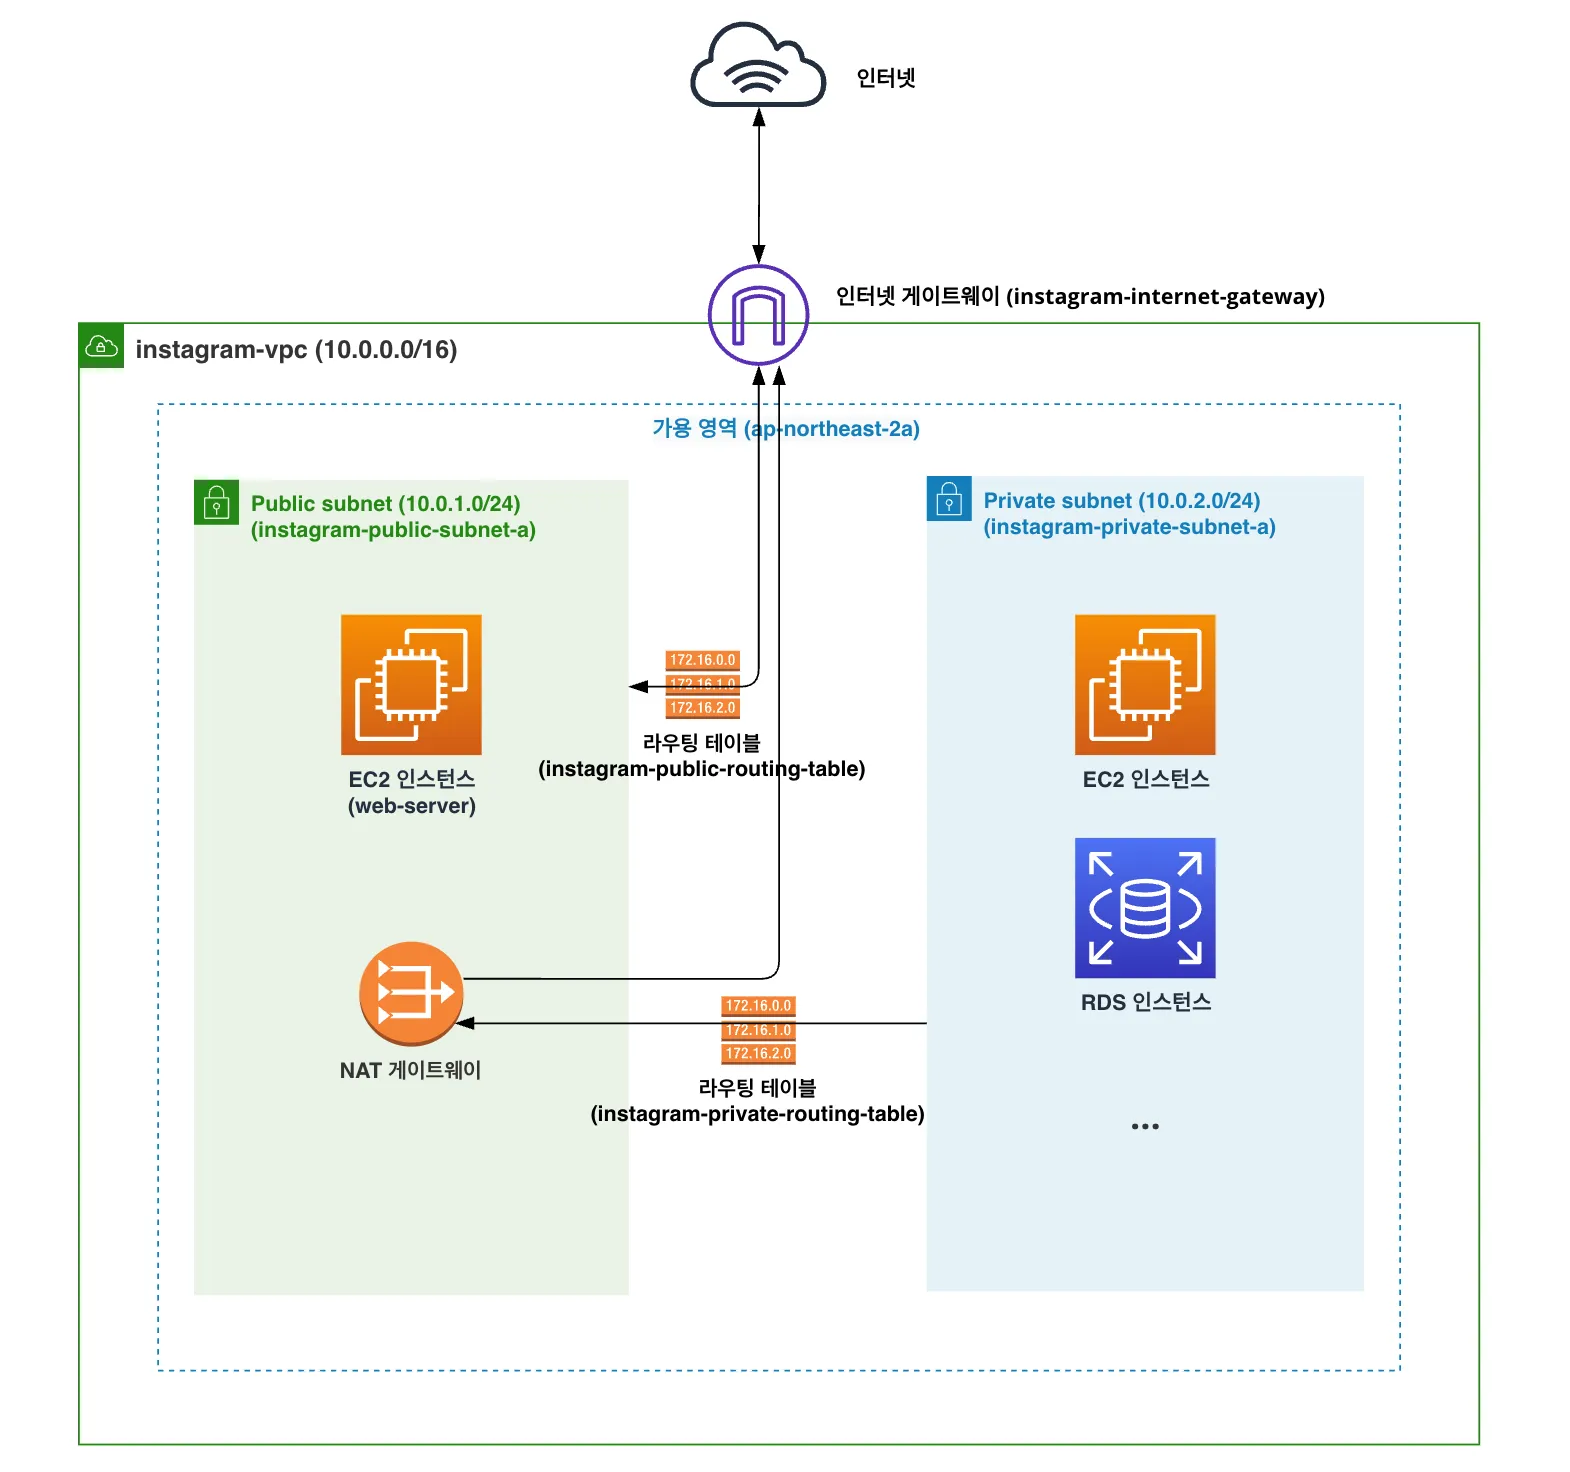 인터넷
인터넷 게이트웨이 (instagram-internet-gateway)
instagram-vpc (10.0.0.0/16)
가용 영역 (ap-northeast-2a)
Public subnet (10.0.1.0/24)
(instagram-public-subnet-a)
Private subnet (10.0.2.0/24)
(instagram-private-subnet-a)
172.16.0.0
172.16.1.0
172.16.2.0
라우팅 테이블
(instagram-public-routing-table)
EC2 인스턴스
(web-server)
EC2 인스턴스
RDS 인스턴스
172.16.0.0
172.16.1.0
172.16.2.0
NAT 게이트웨이
라우팅 테이블
(instagram-private-routing-table)
...